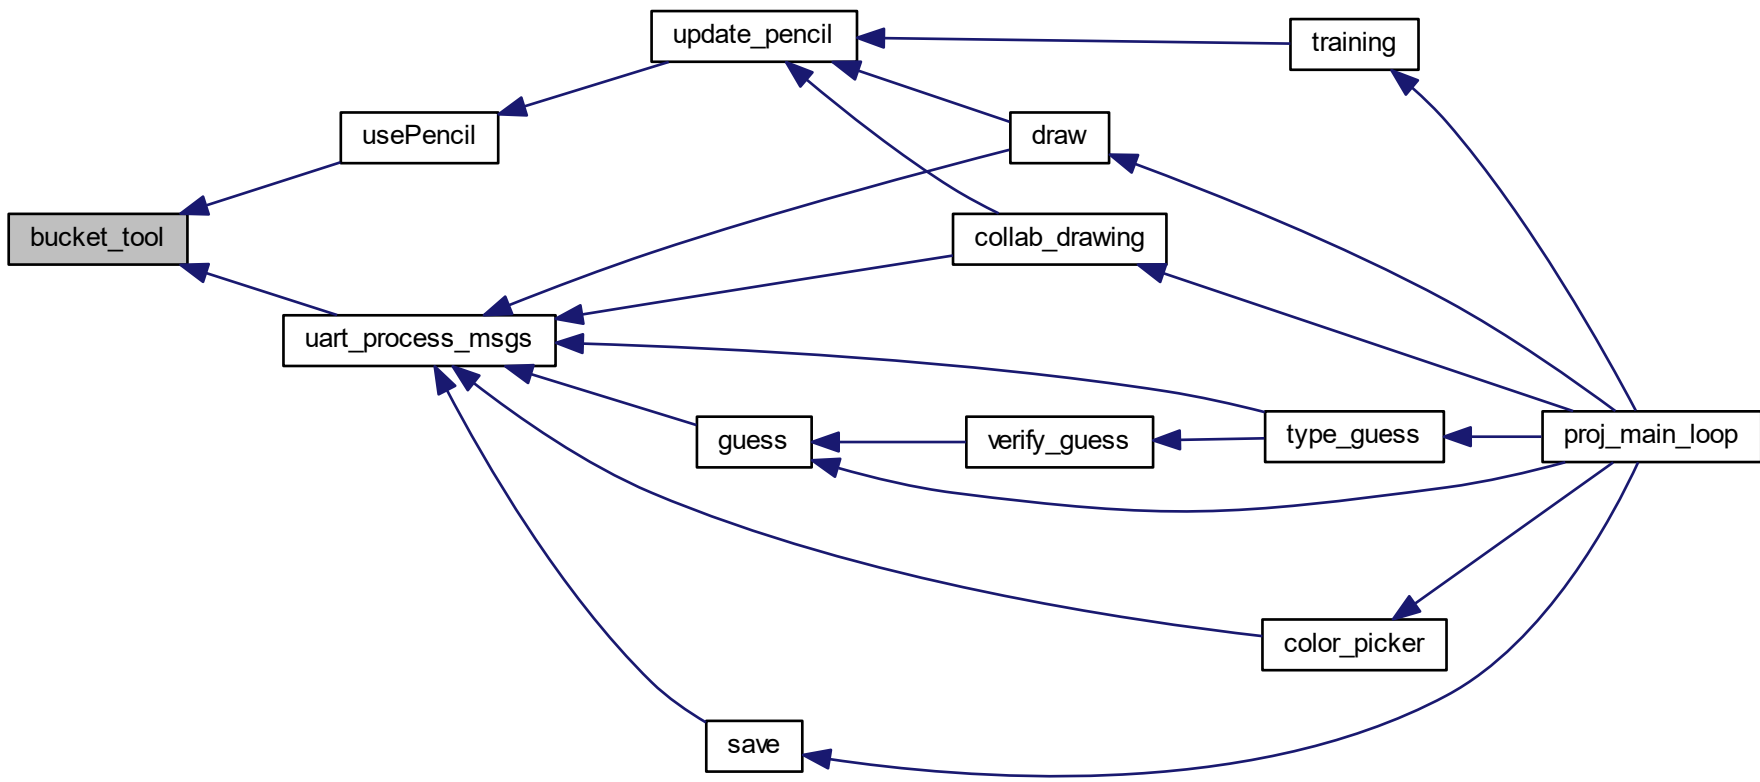 update_pencil
training
usePencil
draw
bucket_tool
collab_drawing
uart_process_msgs
guess
verify_guess
type_guess
proj_main_loop
color_picker
save